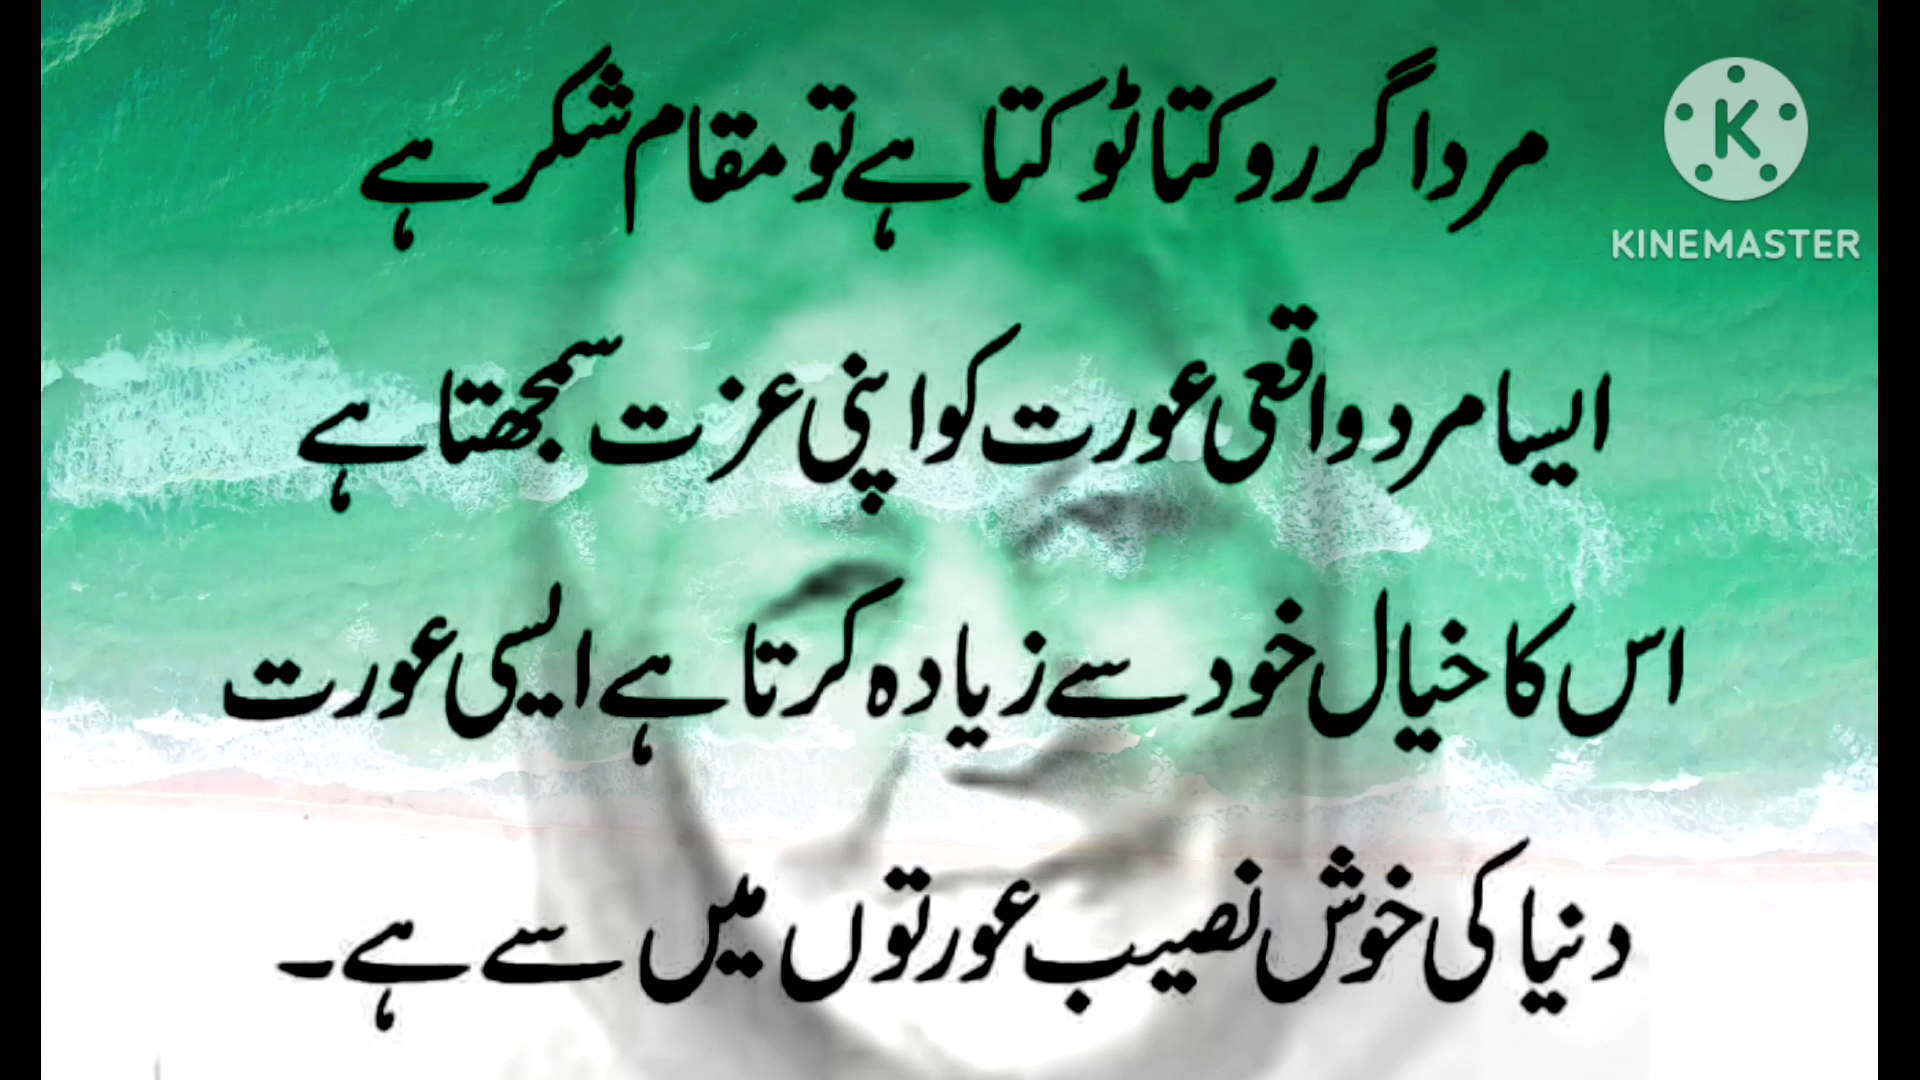 مرد اگر روکتا ٹوکتا ہے تو مقام شکر ہے
KINEMASTER
ایسا مرد واقعی عورت کو اپنی عزت سمجھتا ہے
اس کا خیال خود سے زیادہ کرتا ہے ایسی عورت
دنیا کی خوش نصیب عورتوں میں سے ہے۔